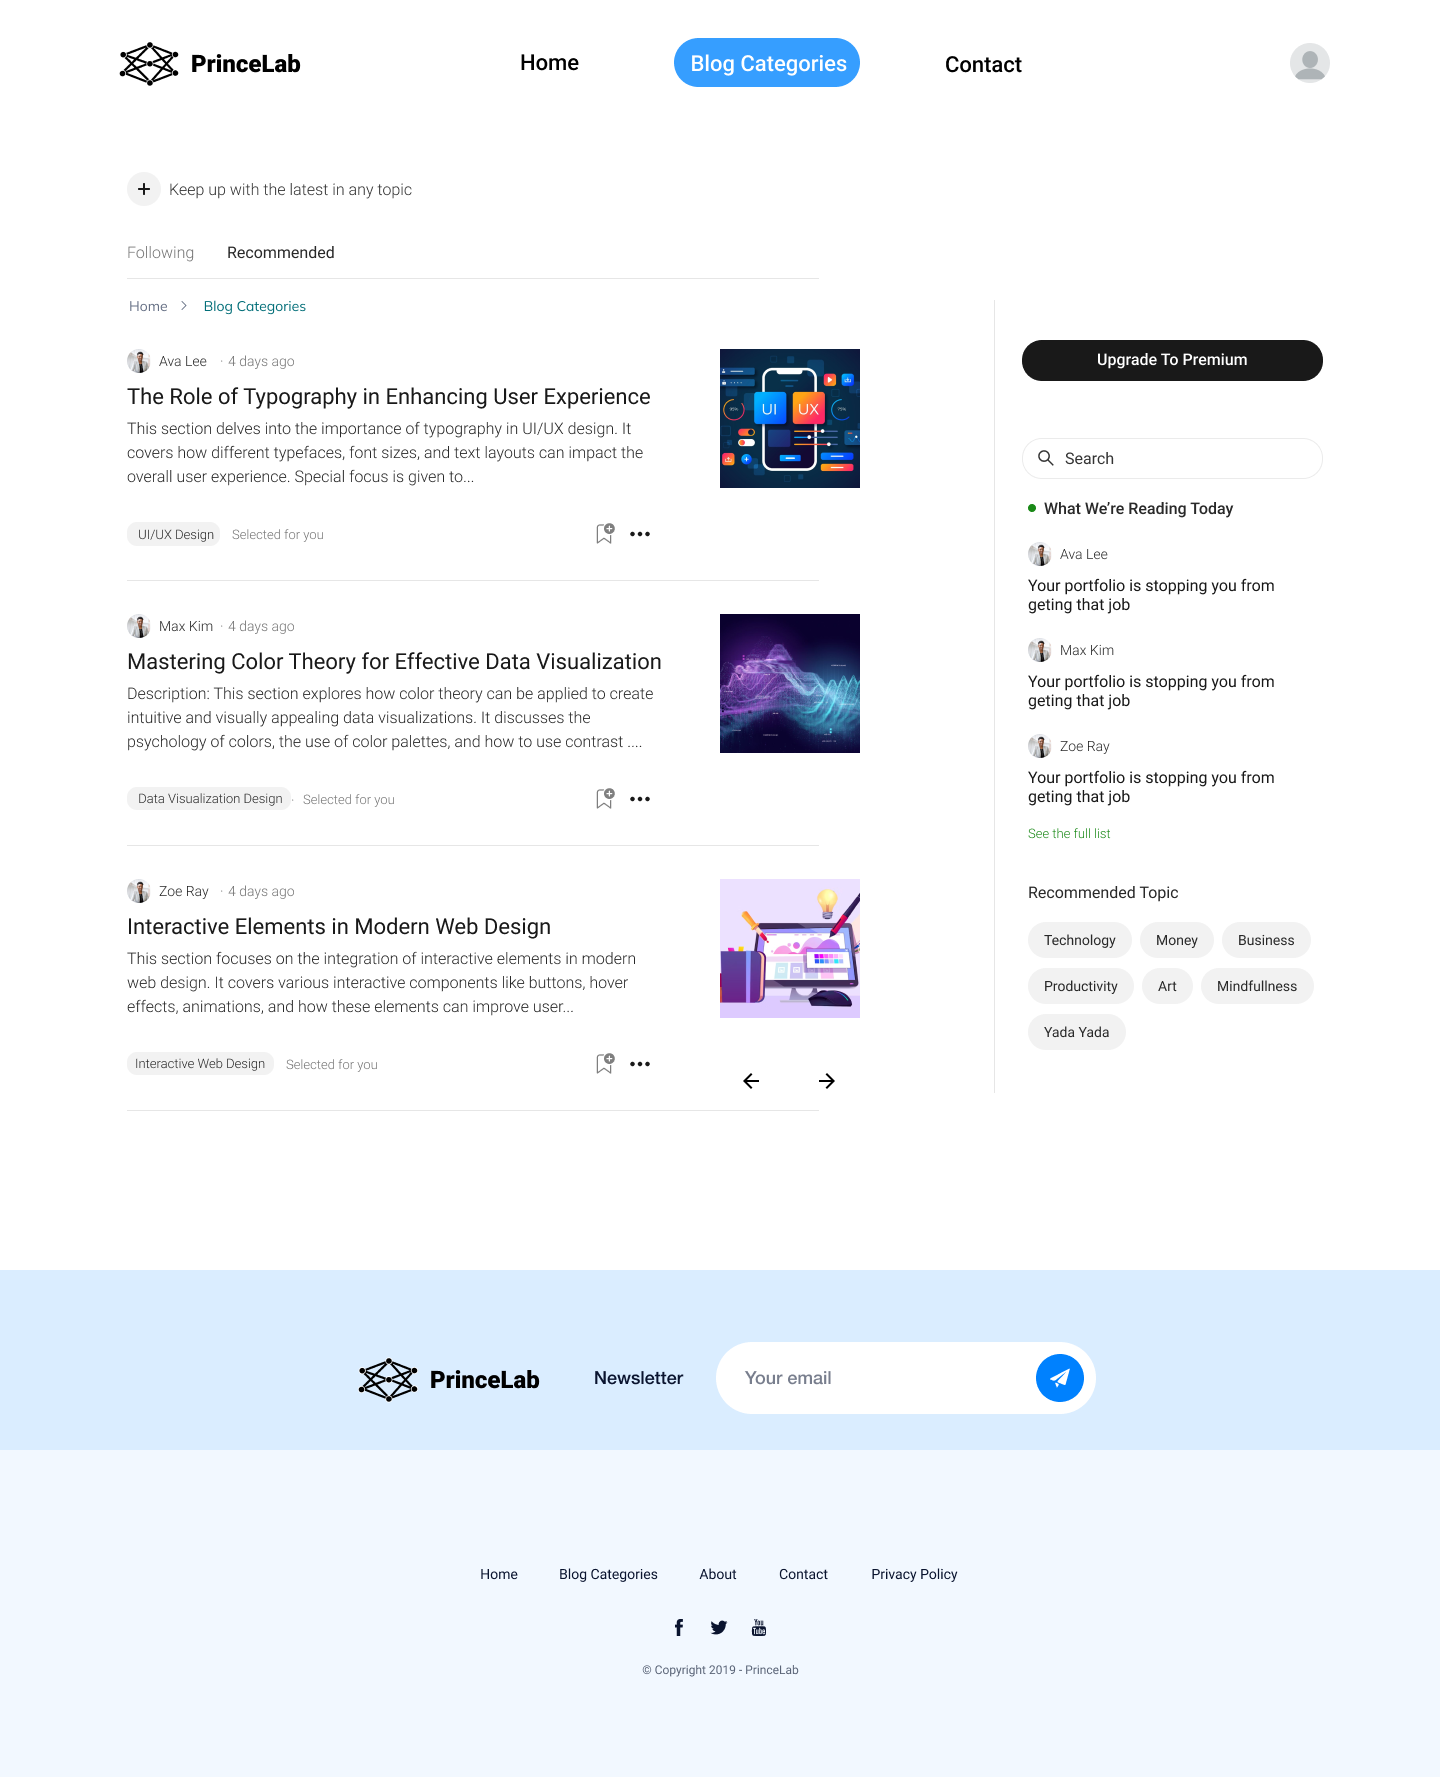 PrinceLab
Home
Blog Categories
Contact
Keep up with the latest in any topic
Following
Recommended
Home
Blog Categories
Ava Lee · 4 days ago
The Role of Typography in Enhancing User Experience
This section delves into the importance of typography in UI/UX design. It
covers how different typefaces, font sizes, and text layouts can impact the
overall user experience. Special focus is given to...
UI
UX
UI/UX Design
Selected for you
Max Kim · 4 days ago
Mastering Color Theory for Effective Data Visualization
Description: This section explores how color theory can be applied to create
intuitive and visually appealing data visualizations. It discusses the
psychology of colors, the use of color palettes, and how to use contrast ....
Data Visualization Design · Selected for you
Zoe Ray · 4 days ago
Interactive Elements in Modern Web Design
This section focuses on the integration of interactive elements in modern
web design. It covers various interactive components like buttons, hover
effects, animations, and how these elements can improve user...
Interactive Web Design
Selected for you
Upgrade To Premium
Search
What We’re Reading Today
Ava Lee
Your portfolio is stopping you from
geting that job
Max Kim
Your portfolio is stopping you from
geting that job
Zoe Ray
Your portfolio is stopping you from
geting that job
See the full list
Recommended Topic
Technology
Money
Business
Productivity
Art
Mindfullness
Yada Yada
PrinceLab
Newsletter
Your email
Home
Blog Categories
About
Contact
Privacy Policy
You
Tube
© Copyright 2019 - PrinceLab